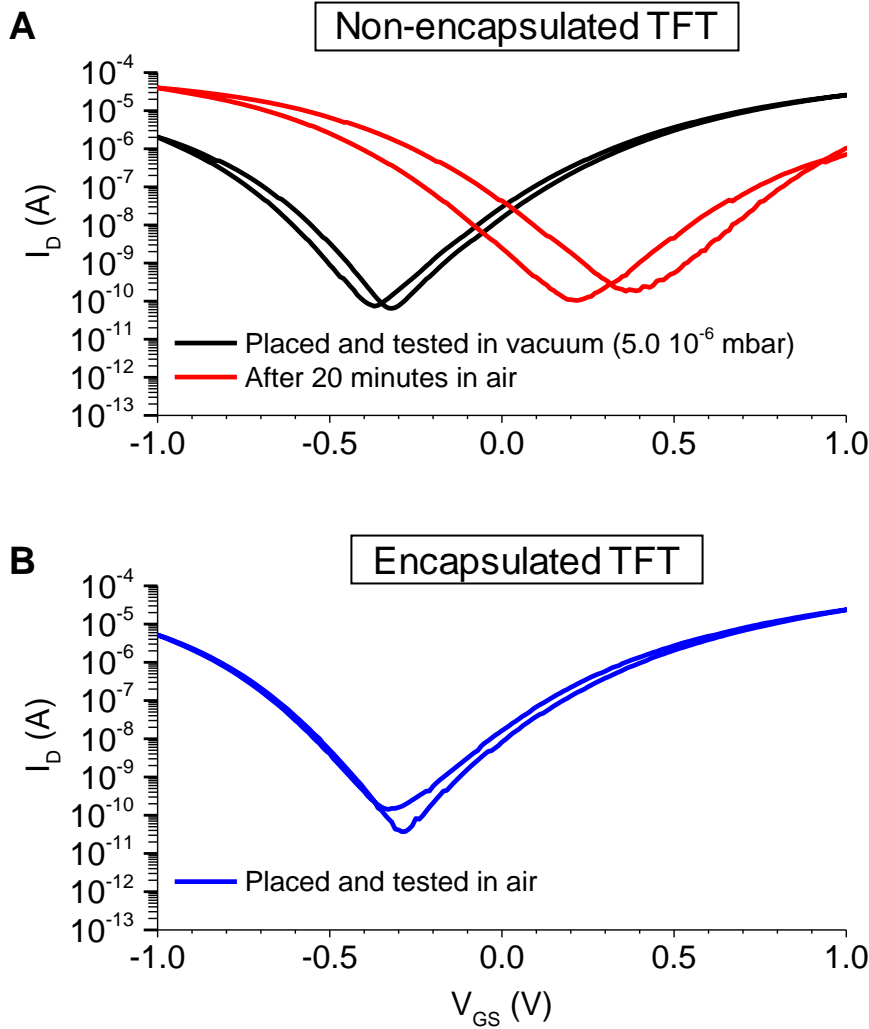 A
Non-encapsulated TFT
10⁻⁴
10⁻⁵
10⁻⁶
10⁻⁷
10⁻⁸
10⁻⁹
10⁻¹⁰
10⁻¹¹
10⁻¹²
10⁻¹³
I_D (A)
Placed and tested in vacuum (5.0 10⁻⁶ mbar)
After 20 minutes in air
-1.0 -0.5 0.0 0.5 1.0
B
Encapsulated TFT
10⁻⁴
10⁻⁵
10⁻⁶
10⁻⁷
10⁻⁸
10⁻⁹
10⁻¹⁰
10⁻¹¹
10⁻¹²
10⁻¹³
I_D (A)
Placed and tested in air
-1.0 -0.5 0.0 0.5 1.0
V_GS (V)